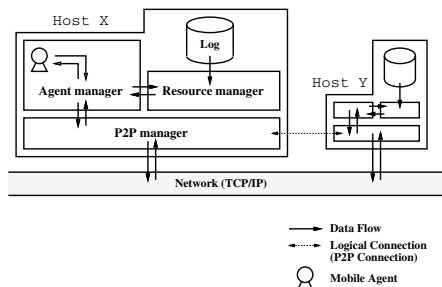 Host X
Log
Host Y
Agent manager
Resource manager
P2P manager
Network (TCP/IP)
Data Flow
Logical Connection
(P2P Connection)
Mobile Agent